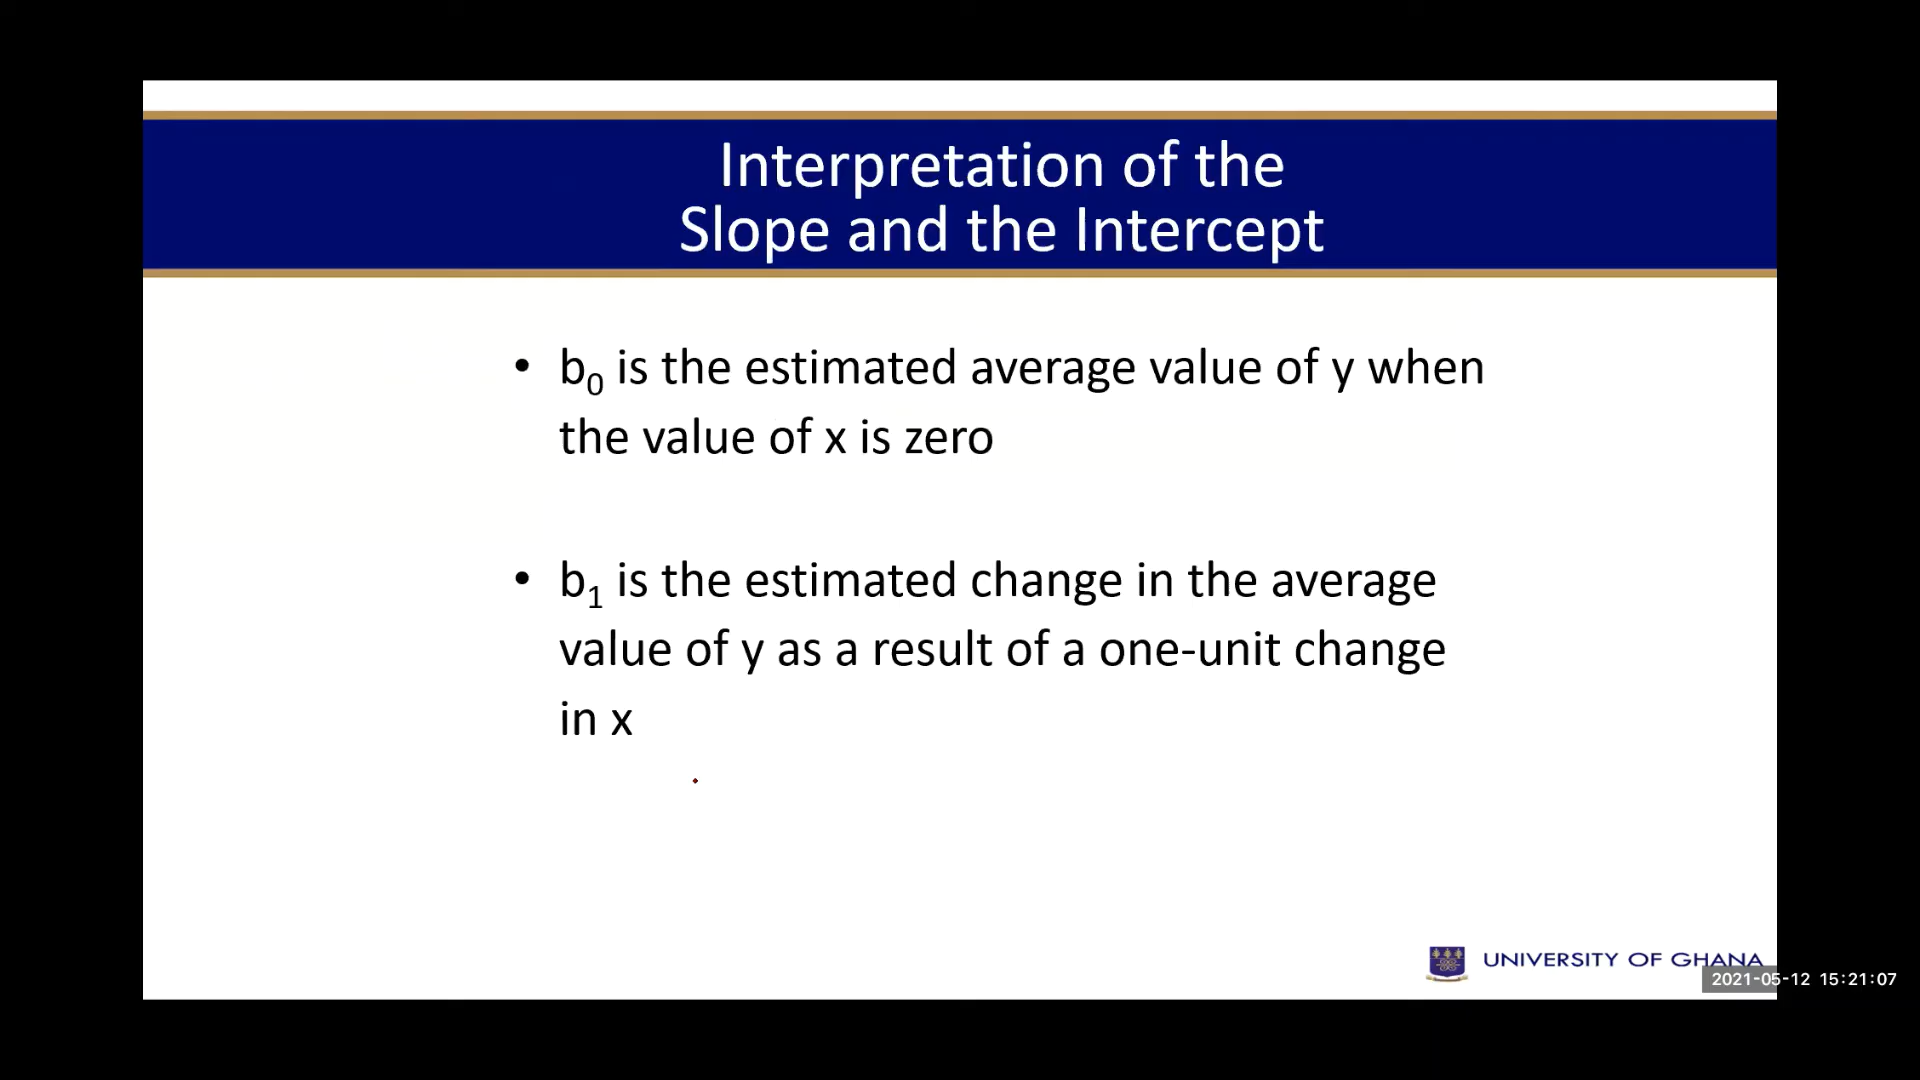 Interpretation of the
Slope and the Intercept
• b₀ is the estimated average value of y when
the value of x is zero
• b₁ is the estimated change in the average
value of y as a result of a one-unit change
in x
UNIVERSITY OF GHANA
2021-05-12 15:21:07